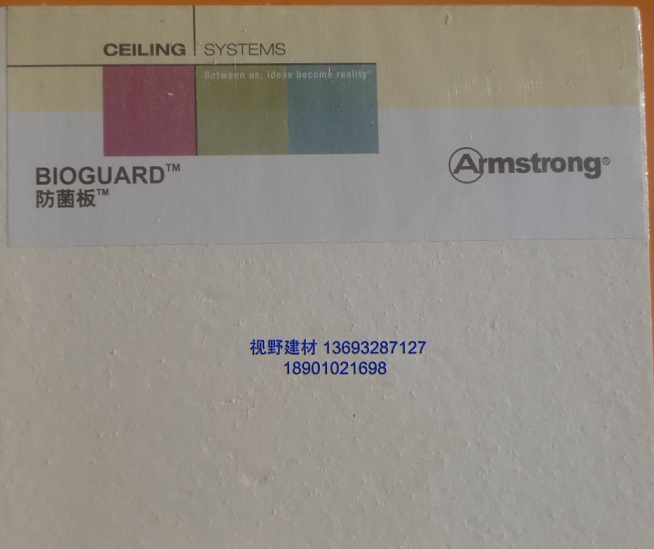 CEILING SYSTEMS
Between us, ideas become reality®
BIOGUARD™
防菌板™
Armstrong®
视野建材 13693287127
18901021698